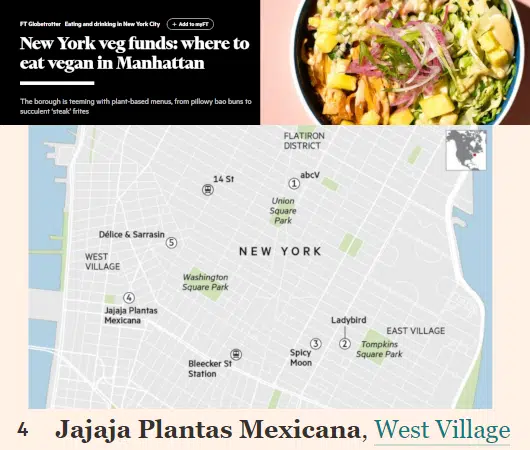 FT Globetrotter Eating and drinking in New York City + Add to myFT
New York veg funds: where to
eat vegan in Manhattan
The borough is teeming with plant-based menus, from pillowy bao buns to
succulent 'steak' frites
FLATIRON
DISTRICT
14 St
abcV
1
Union
Square
Park
Délice & Sarrasin
5
NEW YORK
WEST
VILLAGE
Washington
Square Park
4
Jajaja Plantas
Mexicana
Ladybird
EAST VILLAGE
Bleecker St
Station
Spicy
Moon
3
2
Tompkins
Square Park
4 Jajaja Plantas Mexicana, West Village